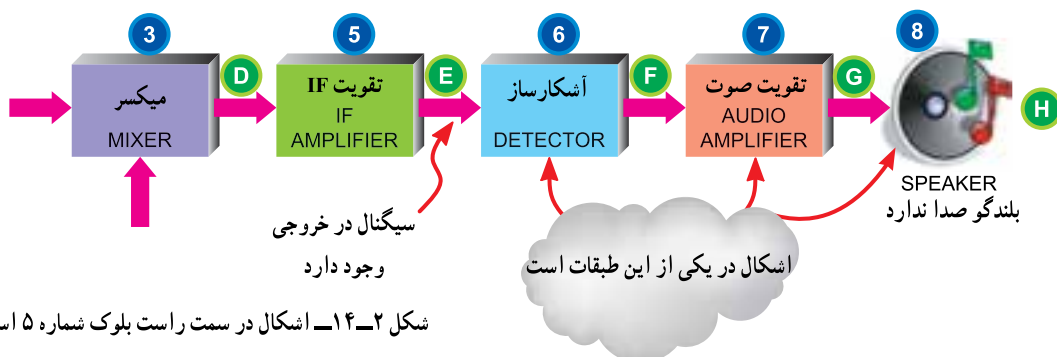 3
5
6
7
8
میکسر
MIXER
D
تقویت IF
IF
AMPLIFIER
E
آشکارساز
DETECTOR
F
تقویت صوت
AUDIO
AMPLIFIER
G
H
SPEAKER
بلندگو صدا ندارد
سیگنال در خروجی
وجود دارد
اشکال در یکی از این طبقات است
شکل ۲ــ۱۴ــ اشکال در سمت راست بلوک شماره ۵